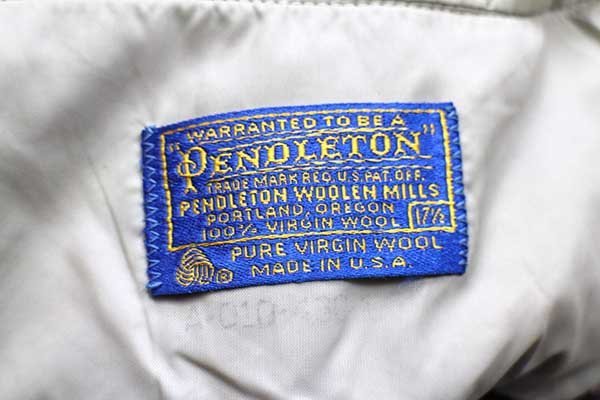 WARRANTED TO BE A
"PENDLETON"
TRADE MARK REG. U.S. PAT. OFF.
PENDLETON WOOLEN MILLS
PORTLAND, OREGON
100% VIRGIN WOOL 17½
PURE VIRGIN WOOL
® MADE IN U.S.A.